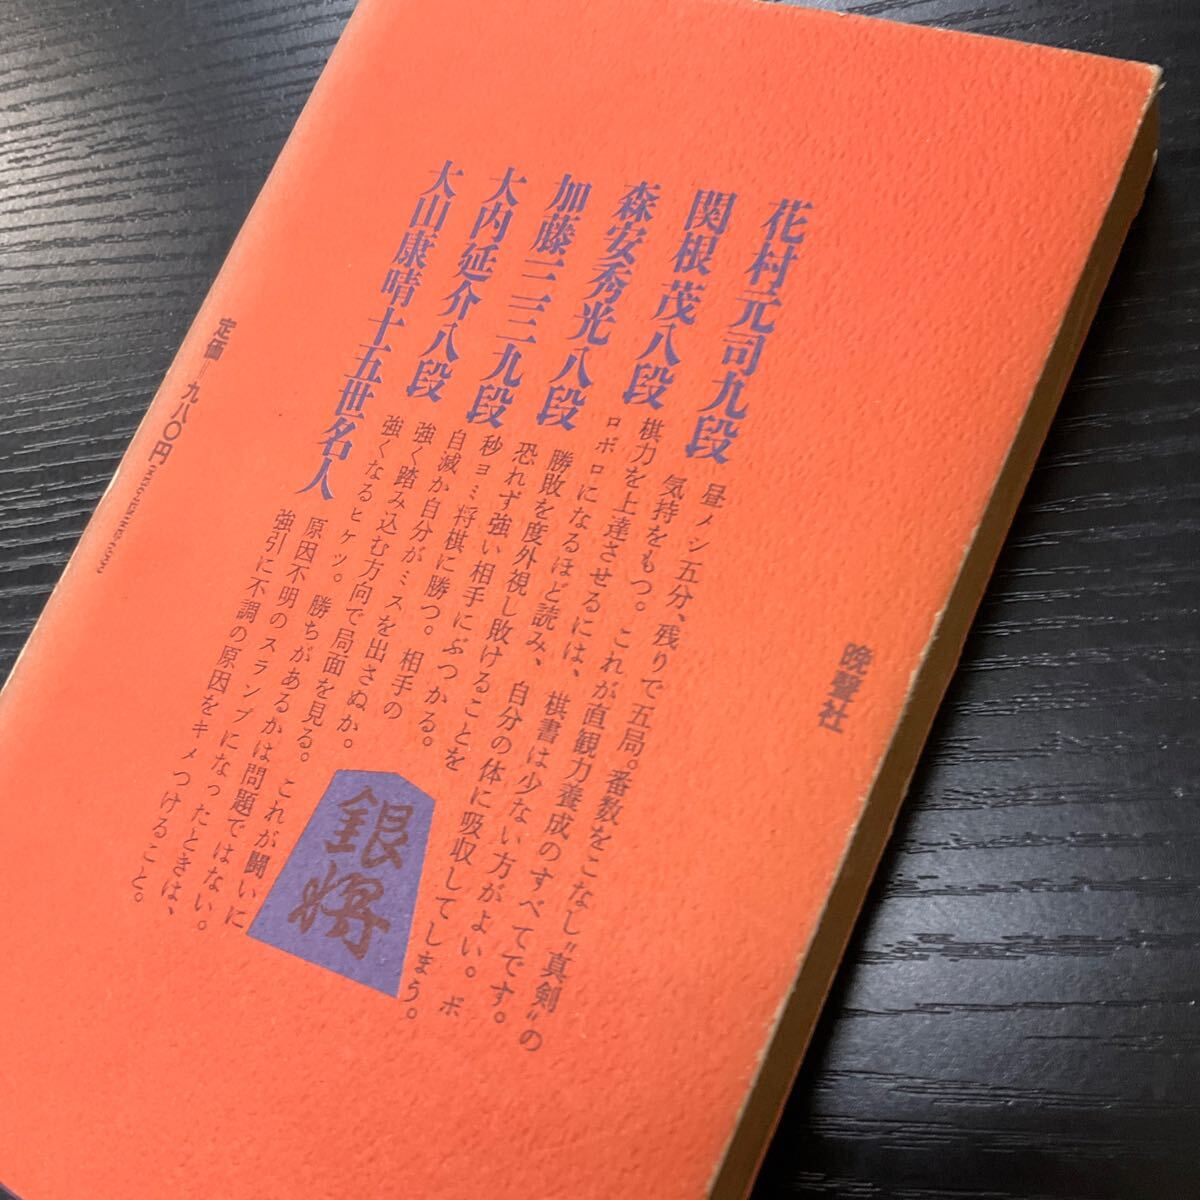 晩聲社
花村元司九段
昼メシ五分、残りで五局。番数をこなし"真剣"の
気持をもつ。これが直観力養成のすべてです。
関根茂八段
棋力を上達させるには、棋書は少ない方がよい。ボ
ロボロになるほど読み、自分の体に吸収してしまう。
森安秀光八段
勝敗を度外視し敗けることを
恐れず強い相手にぶつかる。
加藤一二三九段
秒ヨミ将棋に勝つ。相手の
自滅か自分がミスを出さぬか。
大内延介八段
強く踏み込む方向で局面を見る。これが闘いに
強くなるヒケツ。勝ちがあるかは問題ではない。
大山康晴十五世名人
原因不明のスランプになったときは、
強引に不調の原因をキメつけること。
銀将
定価=九八〇円